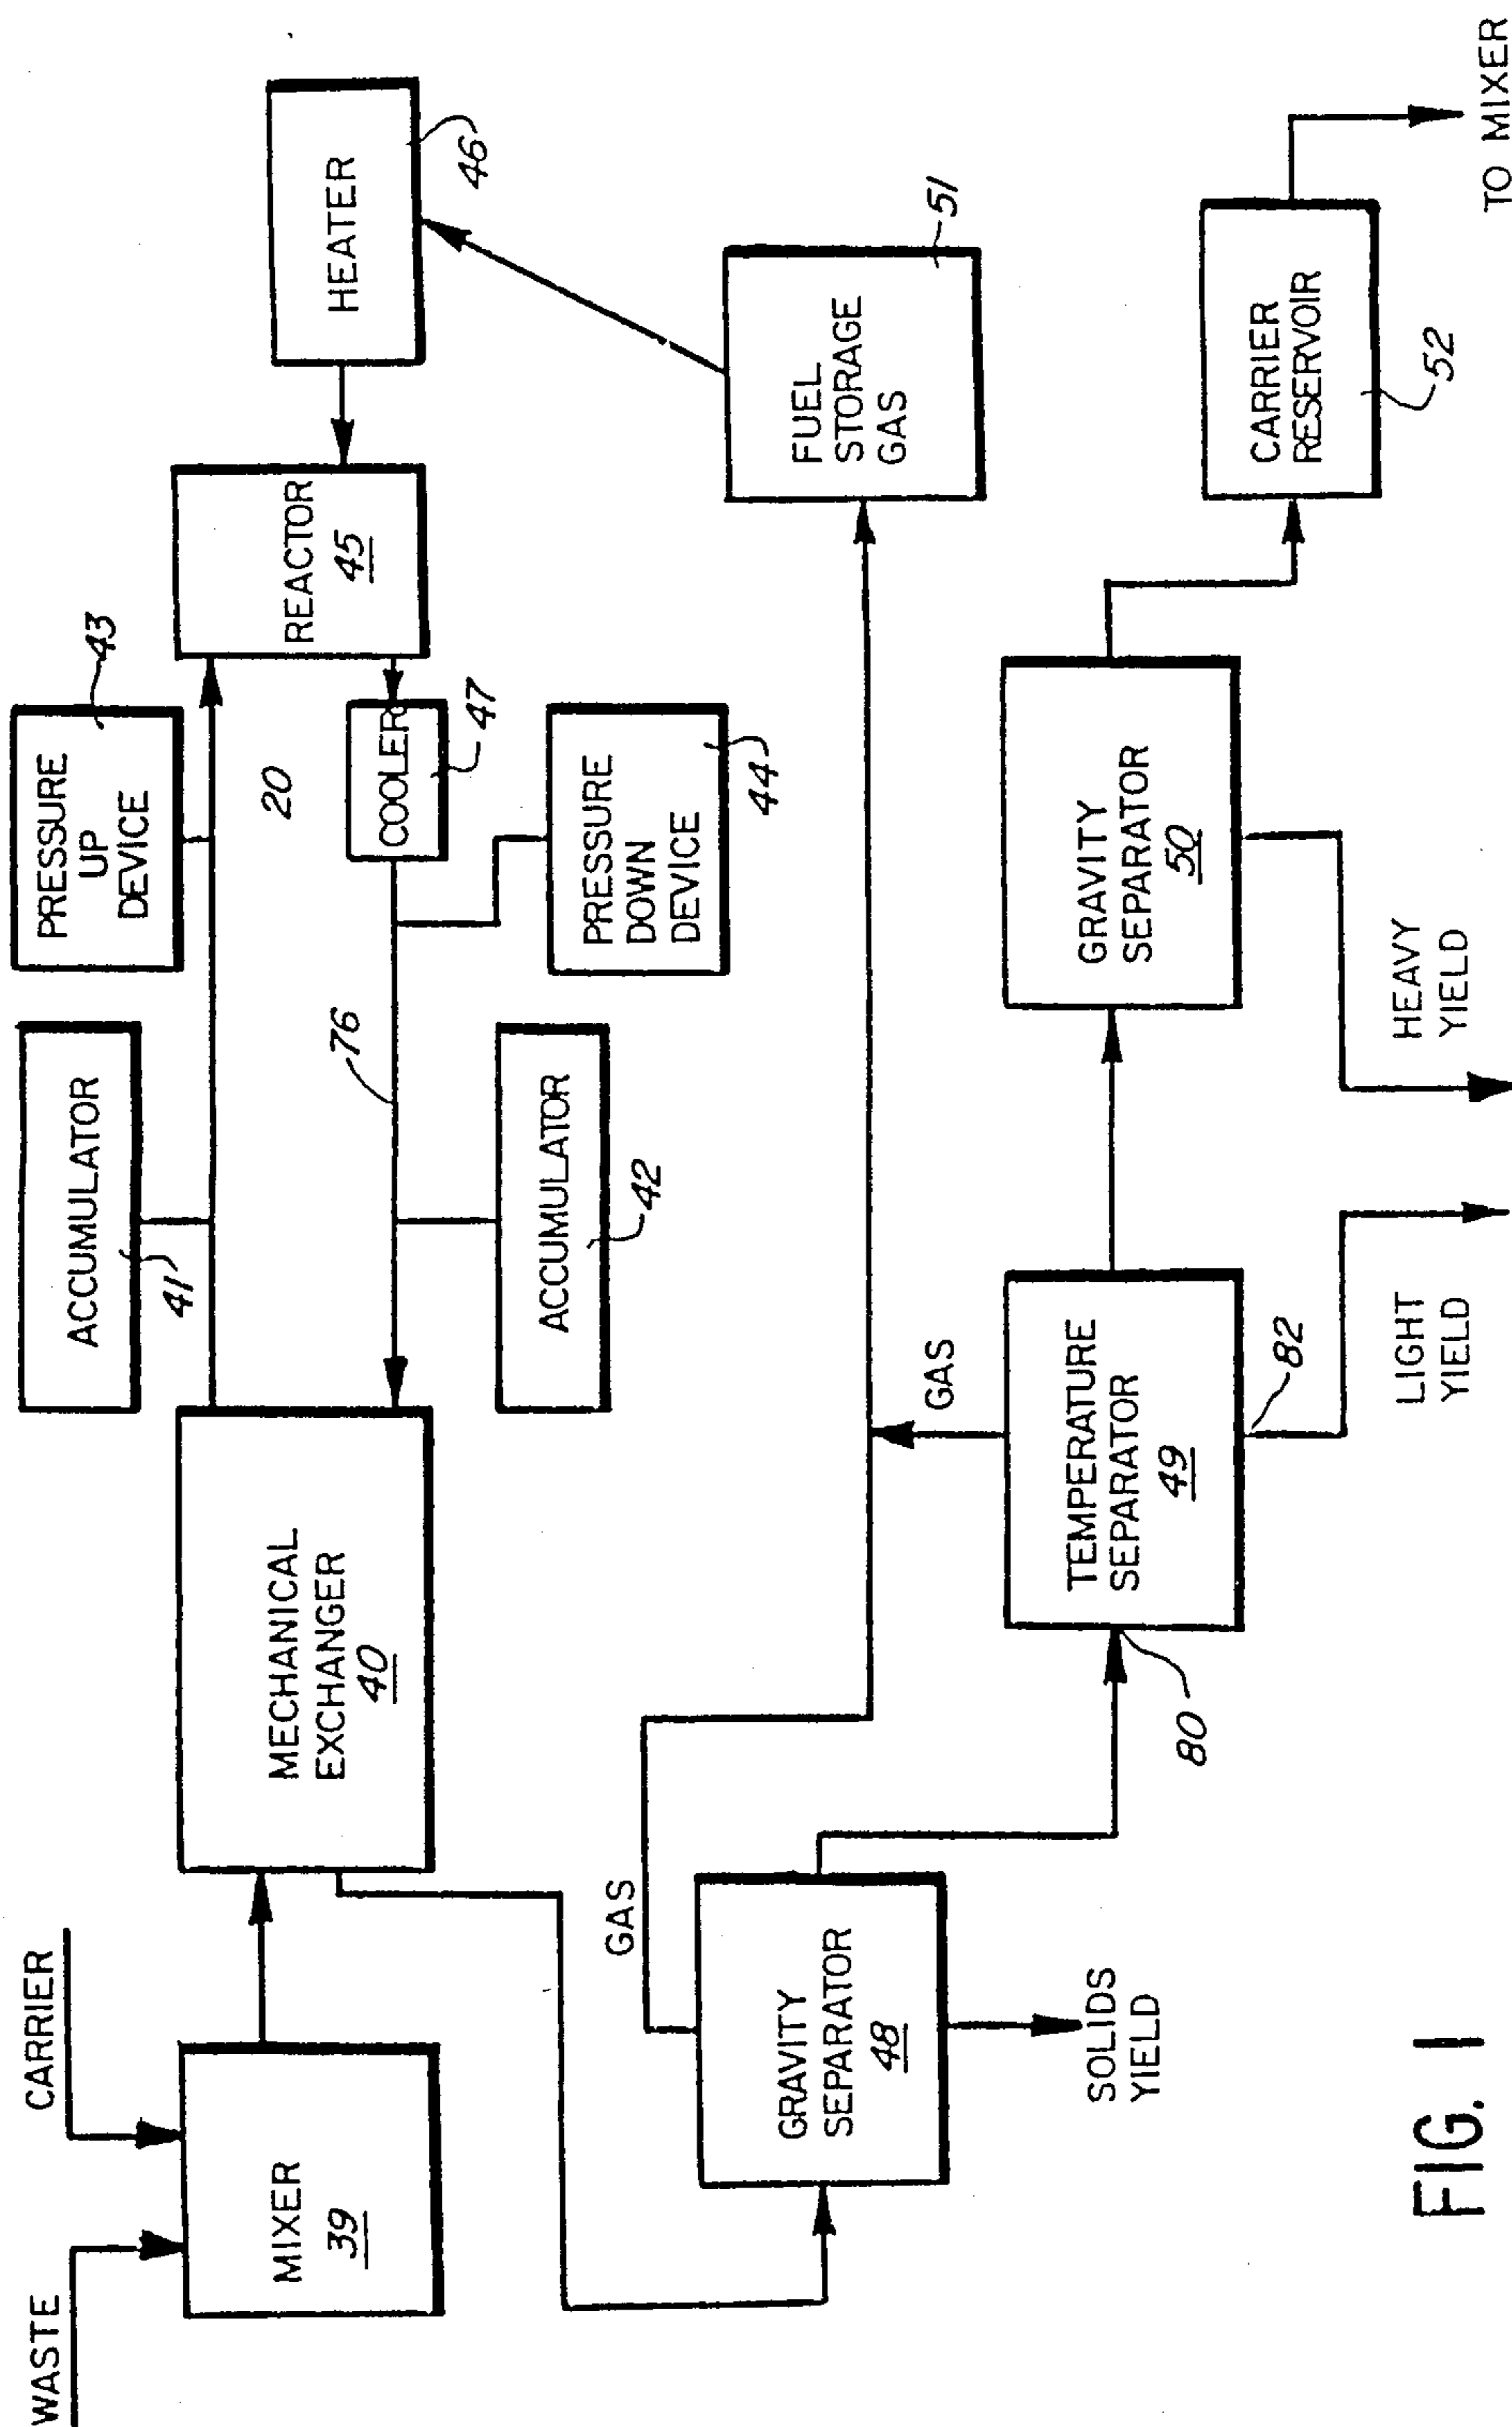 WASTE
CARRIER
MIXER
39
MECHANICAL
EXCHANGER
40
ACCUMULATOR
41
PRESSURE
UP
DEVICE
43
20
REACTOR
45
HEATER
46
COOLER
47
76
ACCUMULATOR
42
PRESSURE
DOWN
DEVICE
44
GAS
GRAVITY
SEPARATOR
48
SOLIDS
YIELD
80
GAS
TEMPERATURE
SEPARATOR
49
82
LIGHT
YIELD
GRAVITY
SEPARATOR
50
HEAVY
YIELD
FUEL
STORAGE
GAS
51
CARRIER
RESERVOIR
52
TO MIXER
FIG. 1